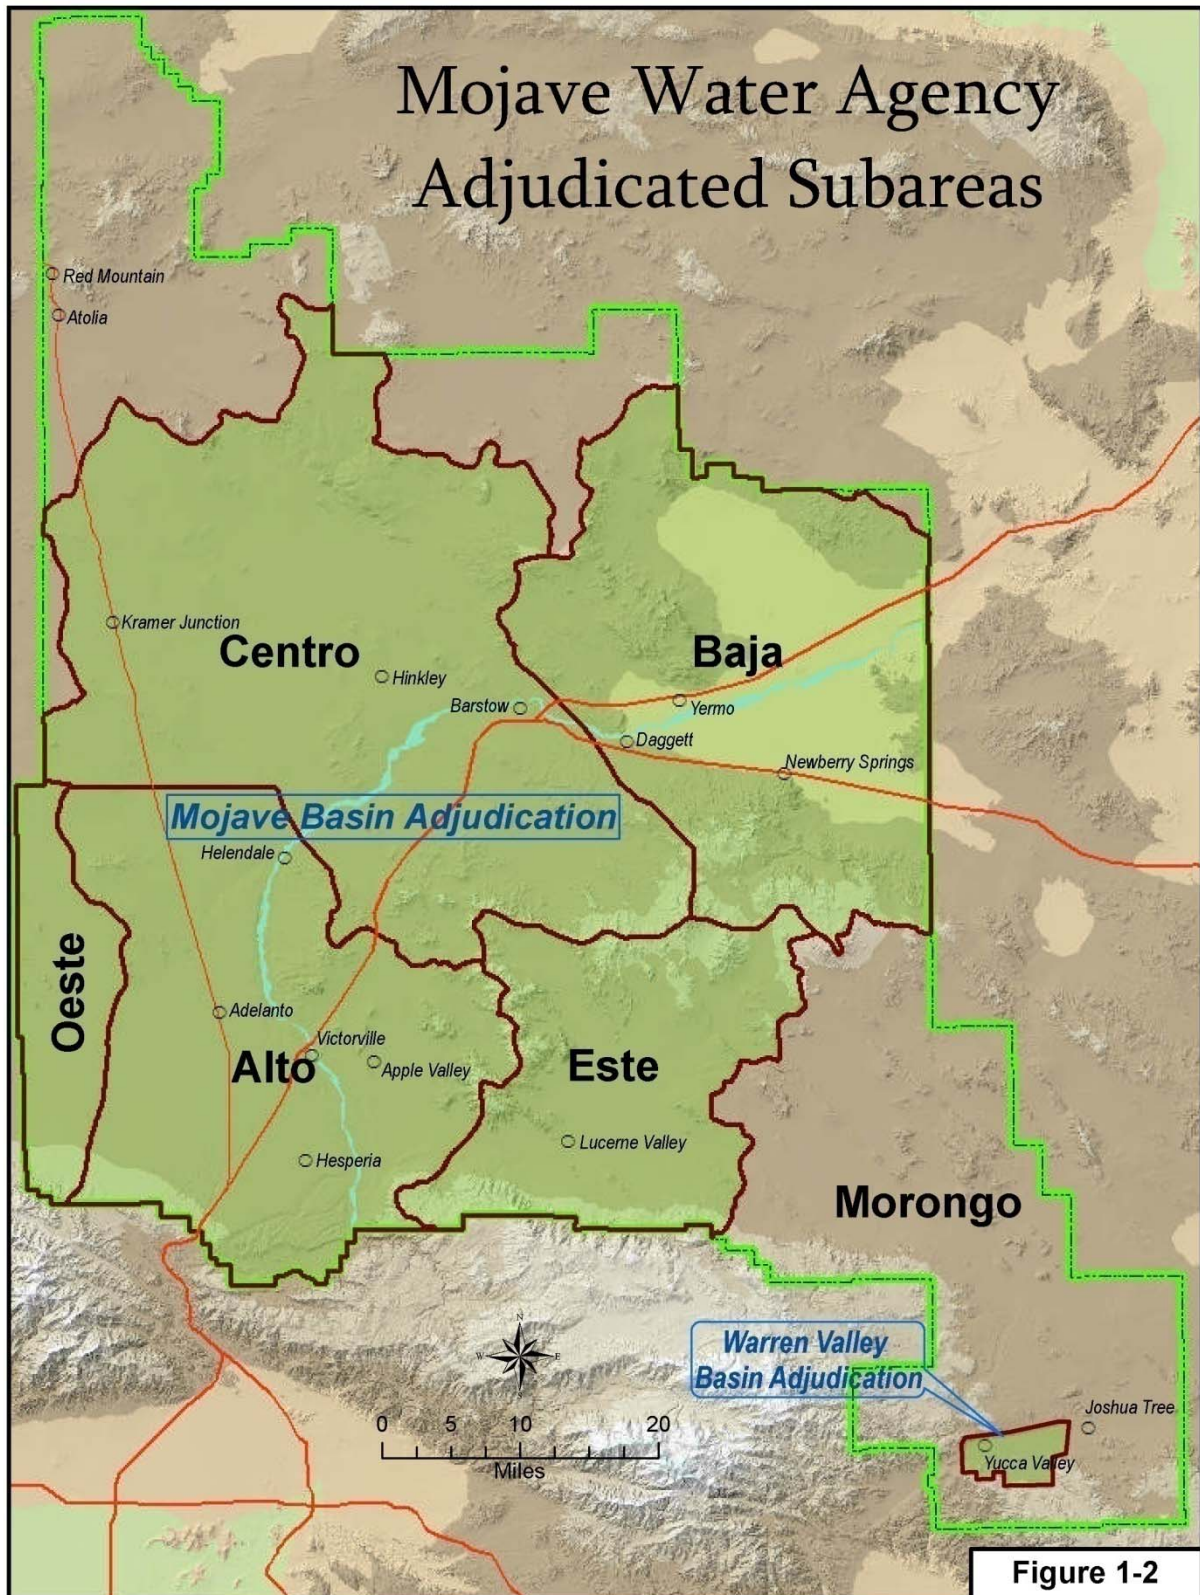 Mojave Water Agency
Adjudicated Subareas
Red Mountain
Atolia
Kramer Junction
Centro
Hinkley
Barstow
Baja
Yermo
Daggett
Newberry Springs
Mojave Basin Adjudication
Helendale
Oeste
Adelanto
Victorville
Alto
Apple Valley
Este
Lucerne Valley
Hesperia
Morongo
N
W
E
S
Warren Valley
Basin Adjudication
0 5 10 20
Miles
Joshua Tree
Yucca Valley
Figure 1-2